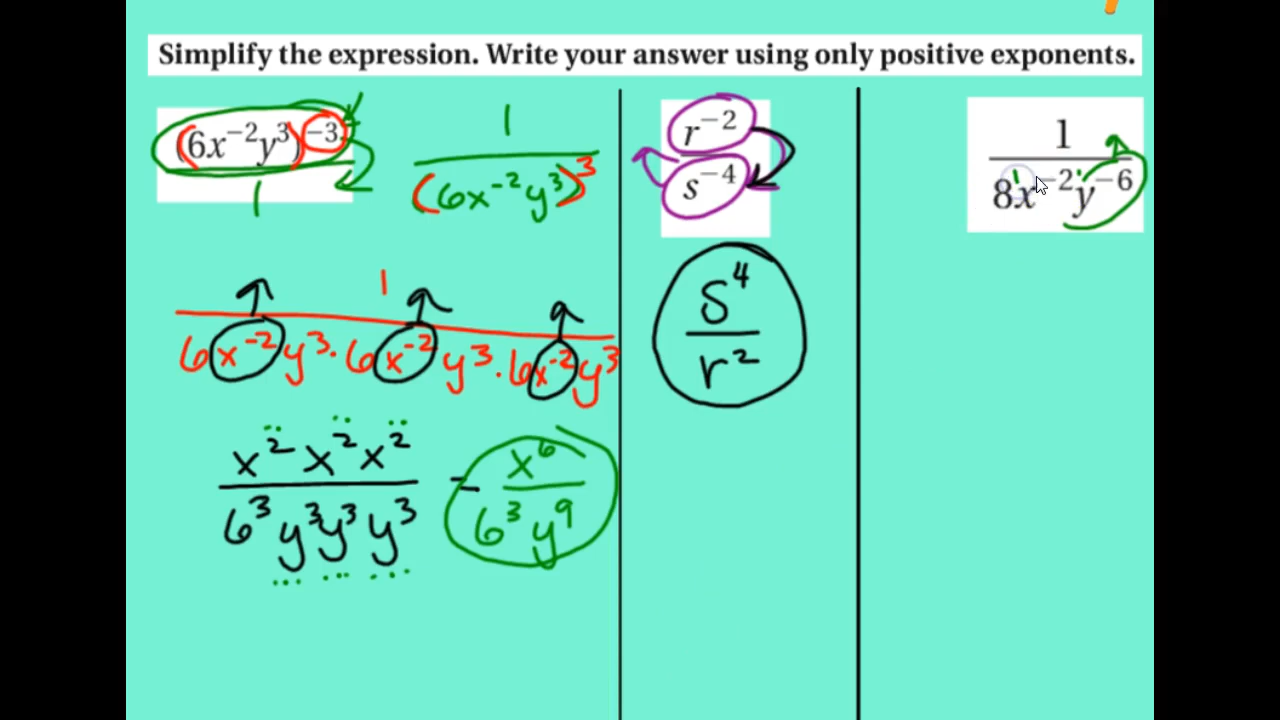 Simplify the expression. Write your answer using only positive exponents.
(6x⁻²y³)⁻³
1
1
(6x⁻²y³)³
1
6x⁻²y³·6x⁻²y³·6x⁻²y³
x²x²x²
6³y³y³y³
= x⁶
6³y⁹
r⁻²
s⁻⁴
s⁴
r²
1
8x⁻²y⁻⁶